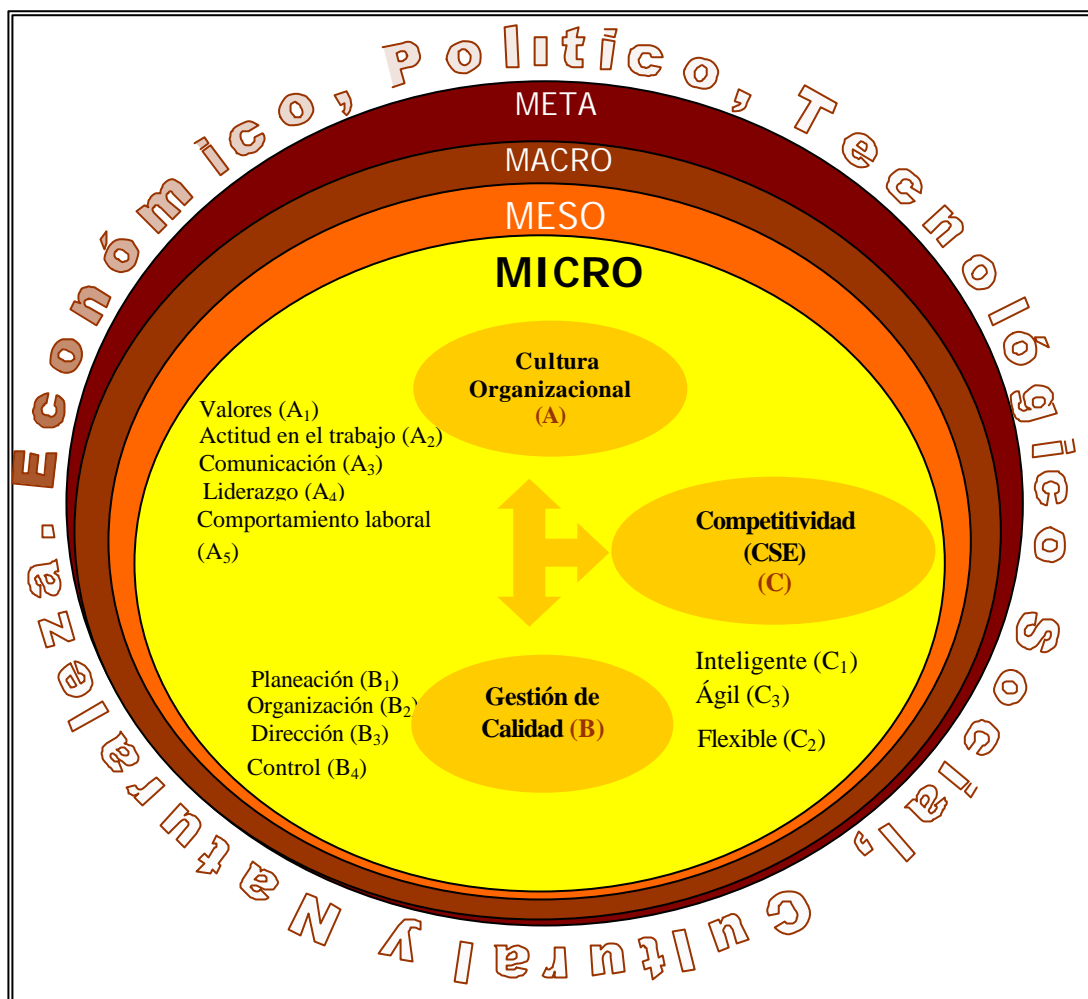 Económico, Político, Tecnológico Social, Cultural y Naturaleza.
META
MACRO
MESO
MICRO
Cultura
Organizacional
(A)
Valores (A₁)
Actitud en el trabajo (A₂)
Comunicación (A₃)
Liderazgo (A₄)
Comportamiento laboral
(A₅)
Competitividad
(CSE)
(C)
Inteligente (C₁)
Ágil (C₃)
Flexible (C₂)
Planeación (B₁)
Organización (B₂)
Dirección (B₃)
Control (B₄)
Gestión de
Calidad (B)